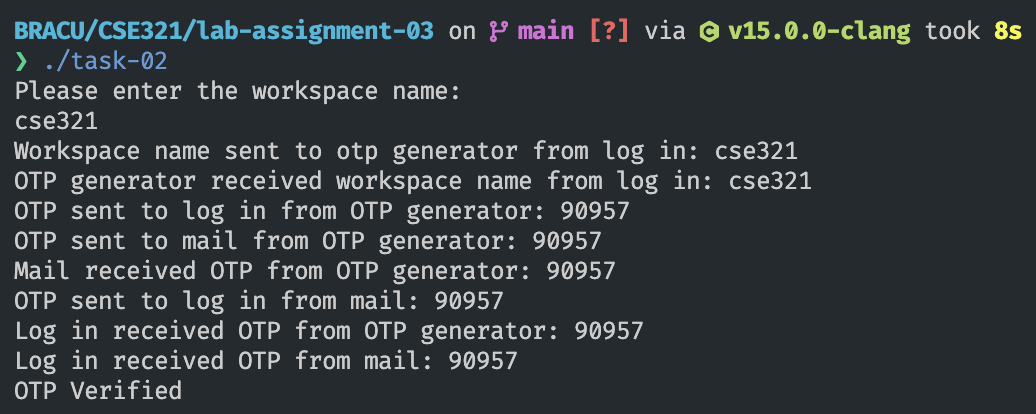 BRACU/CSE321/lab-assignment-03 on main [?] via C v15.0.0-clang took 8s
❯ ./task-02
Please enter the workspace name:
cse321
Workspace name sent to otp generator from log in: cse321
OTP generator received workspace name from log in: cse321
OTP sent to log in from OTP generator: 90957
OTP sent to mail from OTP generator: 90957
Mail received OTP from OTP generator: 90957
OTP sent to log in from mail: 90957
Log in received OTP from OTP generator: 90957
Log in received OTP from mail: 90957
OTP Verified